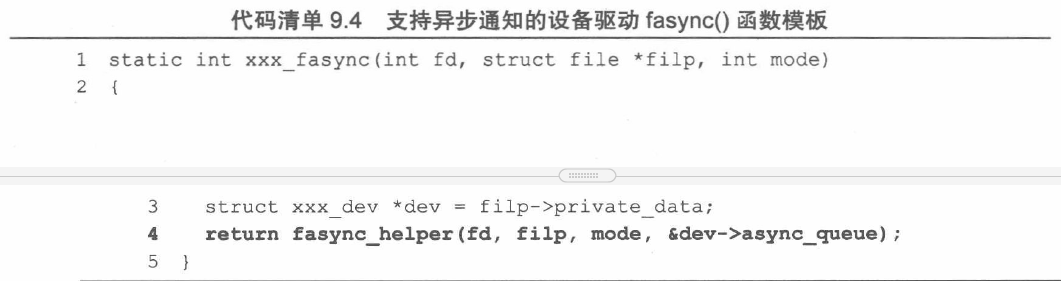 代码清单 9.4 支持异步通知的设备驱动 fasync() 函数模板
1 static int xxx_fasync(int fd, struct file *filp, int mode)
2 {
3 struct xxx_dev *dev = filp->private_data;
4 return fasync_helper(fd, filp, mode, &dev->async_queue);
5 }